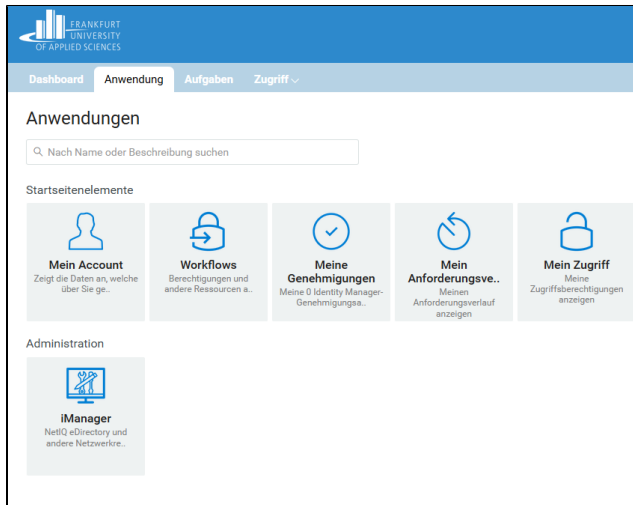 FRANKFURT
UNIVERSITY
OF APPLIED SCIENCES
Dashboard Anwendung Aufgaben Zugriff
Anwendungen
Nach Name oder Beschreibung suchen
Startseitenelemente
Mein Account
Zeigt die Daten an, welche
über Sie ge..
Workflows
Berechtigungen und
andere Ressourcen a..
Meine
Genehmigungen
Meine 0 Identity Manager-
Genehmigungsa..
Mein
Anforderungsve..
Meinen
Anforderungsverlauf
anzeigen
Mein Zugriff
Meine
Zugriffsberechtigungen
anzeigen
Administration
iManager
NetIQ eDirectory und
andere Netzwerkre..